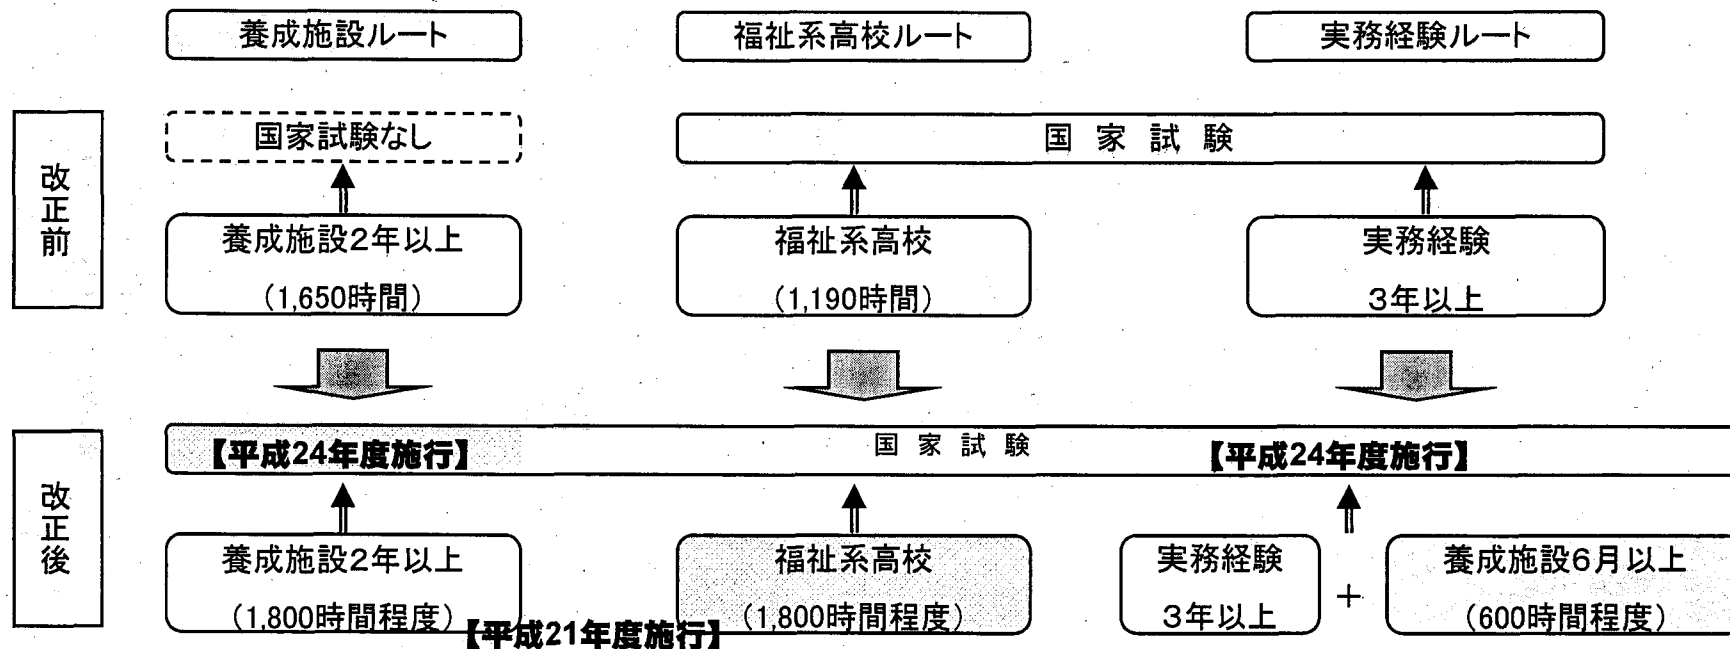 養成施設ルート
福祉系高校ルート
実務経験ルート
改正前
国家試験なし
国家試験
養成施設2年以上
(1,650時間)
福祉系高校
(1,190時間)
実務経験
3年以上
改正後
【平成24年度施行】
国家試験
【平成24年度施行】
養成施設2年以上
(1,800時間程度)
【平成21年度施行】
福祉系高校
(1,800時間程度)
実務経験
3年以上
+
養成施設6月以上
(600時間程度)